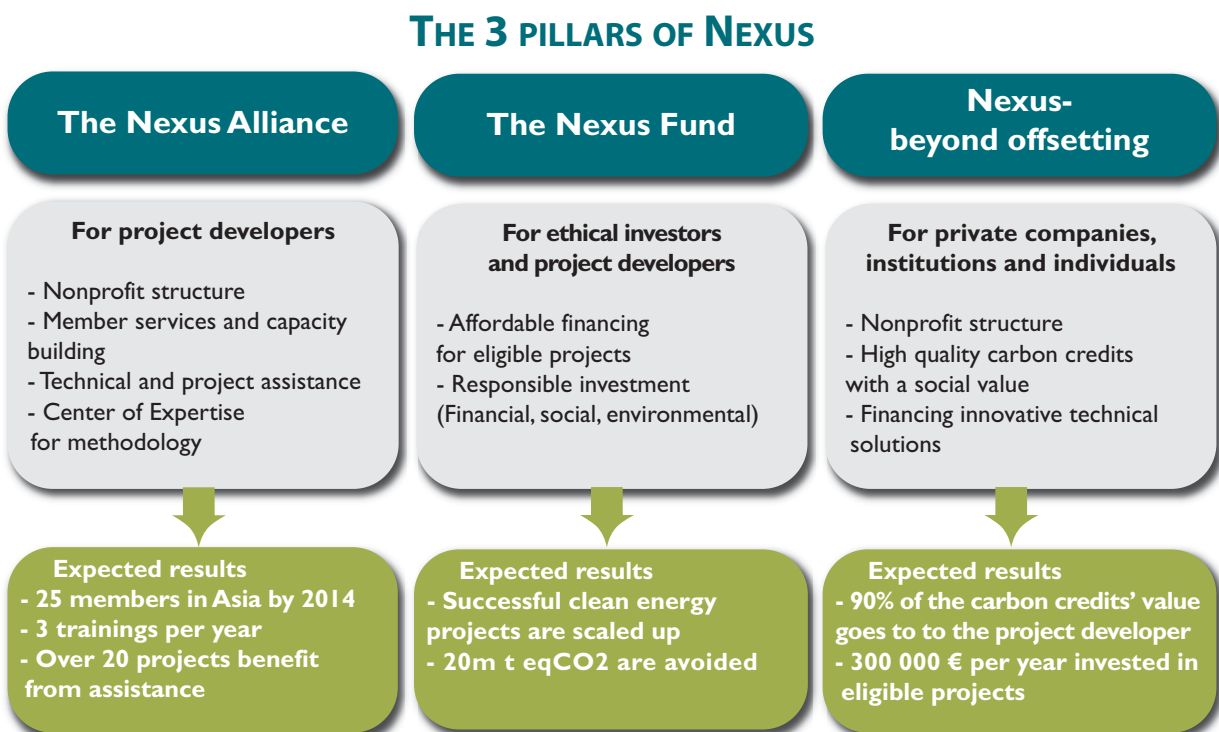 THE 3 PILLARS OF NEXUS
The Nexus Alliance
For project developers
- Nonprofit structure
- Member services and capacity
building
- Technical and project assistance
- Center of Expertise
for methodology
Expected results
- 25 members in Asia by 2014
- 3 trainings per year
- Over 20 projects benefit
from assistance
The Nexus Fund
For ethical investors
and project developers
- Affordable financing
for eligible projects
- Responsible investment
(Financial, social, environmental)
Expected results
- Successful clean energy
projects are scaled up
- 20m t eqCO2 are avoided
Nexus-
beyond offsetting
For private companies,
institutions and individuals
- Nonprofit structure
- High quality carbon credits
with a social value
- Financing innovative technical
solutions
Expected results
- 90% of the carbon credits’ value
goes to to the project developer
- 300 000 € per year invested in
eligible projects